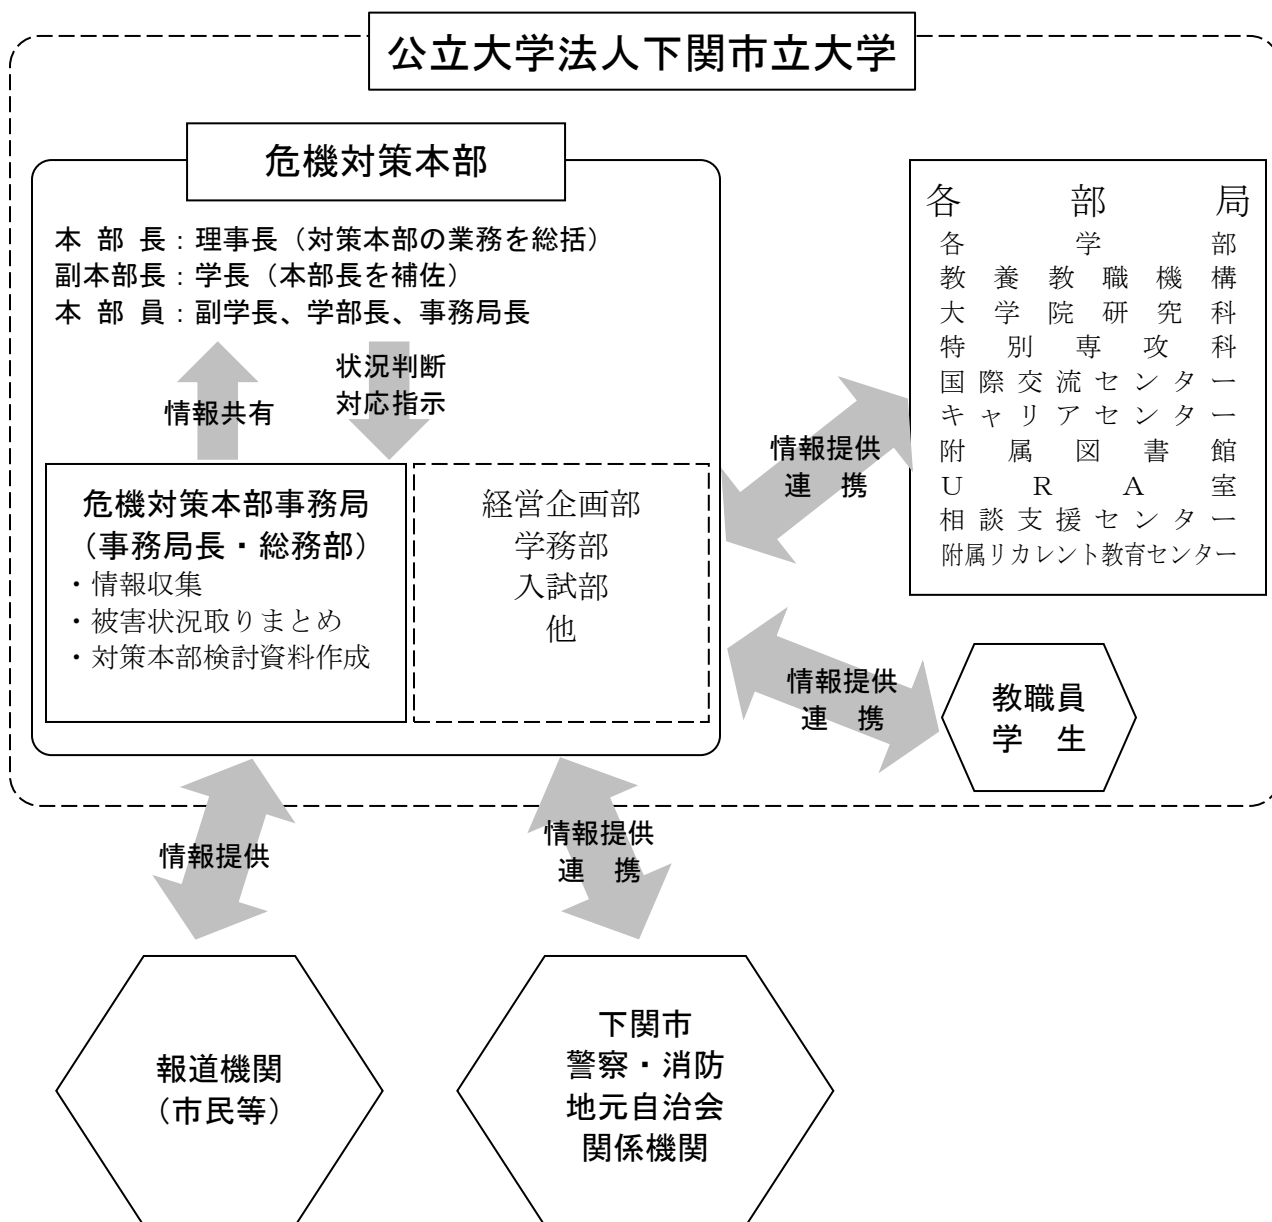 公立大学法人下関市立大学
危機対策本部
本 部 長：理事長（対策本部の業務を総括）
副本部長：学長（本部長を補佐）
本 部 員：副学長、学部長、事務局長
情報共有
状況判断
対応指示
危機対策本部事務局
（事務局長・総務部）
・情報収集
・被害状況取りまとめ
・対策本部検討資料作成
経営企画部
学務部
入試部
他
情報提供
連 携
各 部 局
各 学 部
教 養 教 職 機 構
大 学 院 研 究 科
特 別 専 攻 科
国 際 交 流 セ ン タ ー
キ ャ リ ア セ ン タ ー
附 属 図 書 館
Ｕ Ｒ Ａ 室
相 談 支 援 セ ン タ ー
附属リカレント教育センター
情報提供
連 携
教職員
学 生
情報提供
情報提供
連 携
報道機関
（市民等）
下関市
警察・消防
地元自治会
関係機関